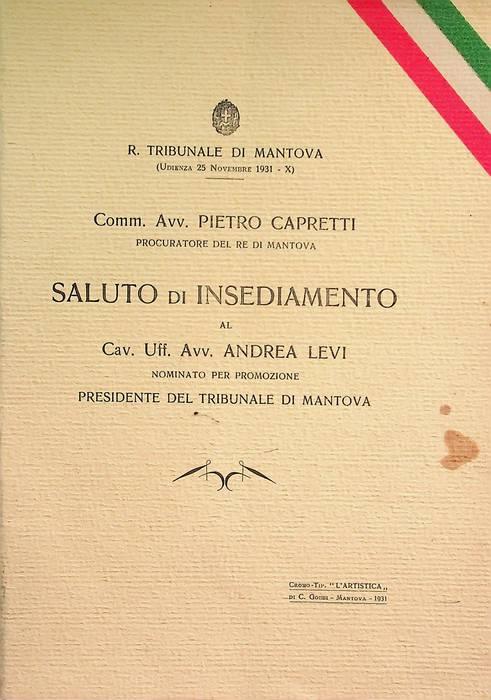 R. TRIBUNALE DI MANTOVA
(Udienza 25 Novembre 1931 - X)
Comm. Avv. PIETRO CAPRETTI
PROCURATORE DEL RE DI MANTOVA
SALUTO DI INSEDIAMENTO
AL
Cav. Uff. Avv. ANDREA LEVI
NOMINATO PER PROMOZIONE
PRESIDENTE DEL TRIBUNALE DI MANTOVA
Cromo-Tip. "L'ARTISTICA„
di C. Gobbi - Mantova - 1931